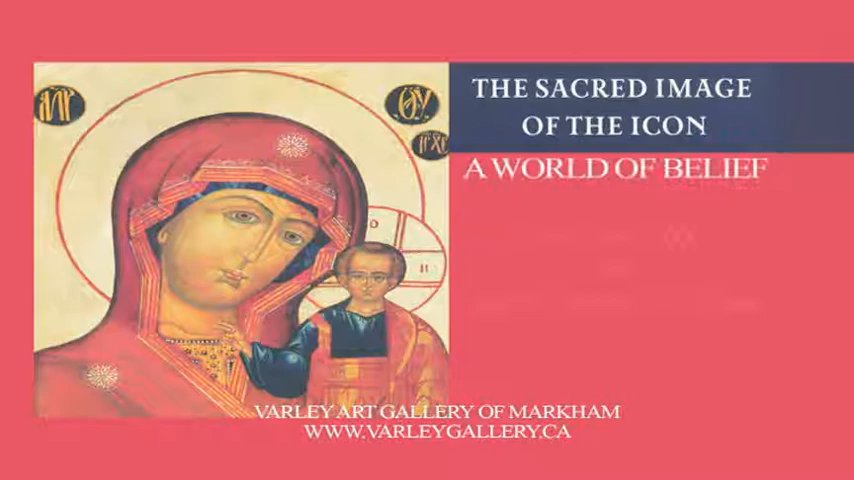 THE SACRED IMAGE
OF THE ICON
A WORLD OF BELIEF
VARLEY ART GALLERY OF MARKHAM
WWW.VARLEYGALLERY.CA